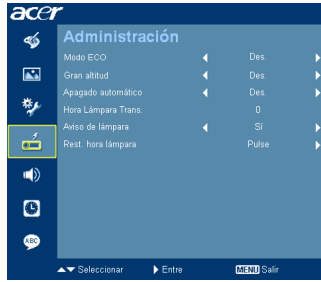 acer
Administración
Modo ECO Des.
Gran altitud Des.
Apagado automático Des.
Hora Lámpara Trans. 0
Aviso de lámpara Sí
Rest. hora lámpara Pulse
ABC
Seleccionar Entre MENU Salir